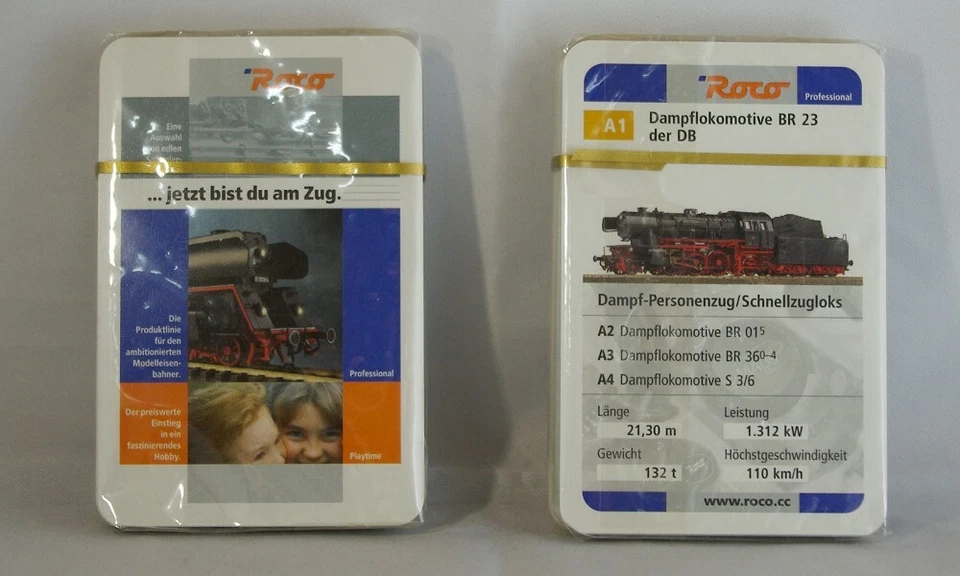 Roco
Eine
Auswahl
edlen
... jetzt bist du am Zug.
Die
Produktlinie
für den
ambitionierten
Modelleisen-
bahner.
Professional
Der preiswerte
Einstieg
in ein
faszinierendes
Hobby.
Playtime
Roco
Professional
A1 Dampflokomotive BR 23
der DB
Dampf-Personenzug/Schnellzugloks
A2 Dampflokomotive BR 01⁵
A3 Dampflokomotive BR 36⁰⁻⁴
A4 Dampflokomotive S 3/6
Länge Leistung
21,30 m 1.312 kW
Gewicht Höchstgeschwindigkeit
132 t 110 km/h
www.roco.cc